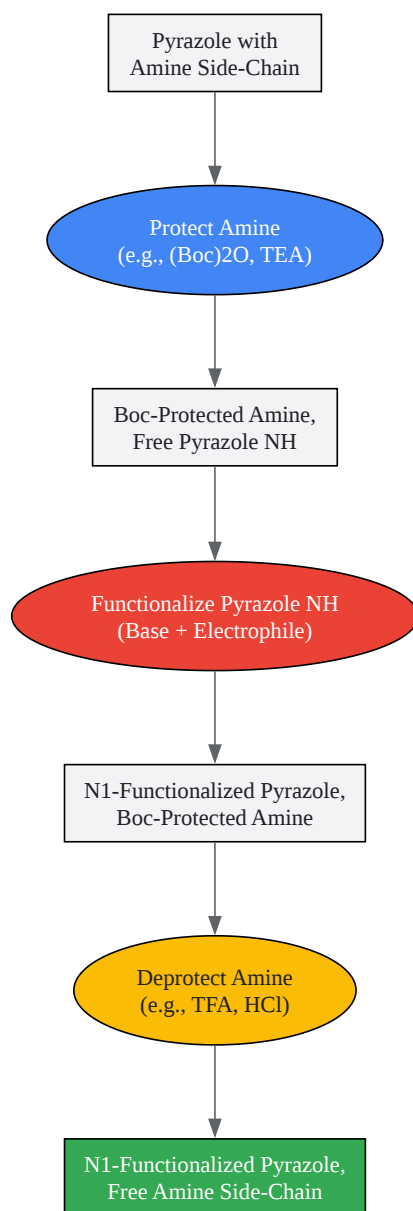 Pyrazole with
Amine Side-Chain
Protect Amine
(e.g., (Boc)2O, TEA)
Boc-Protected Amine,
Free Pyrazole NH
Functionalize Pyrazole NH
(Base + Electrophile)
N1-Functionalized Pyrazole,
Boc-Protected Amine
Deprotect Amine
(e.g., TFA, HCl)
N1-Functionalized Pyrazole,
Free Amine Side-Chain